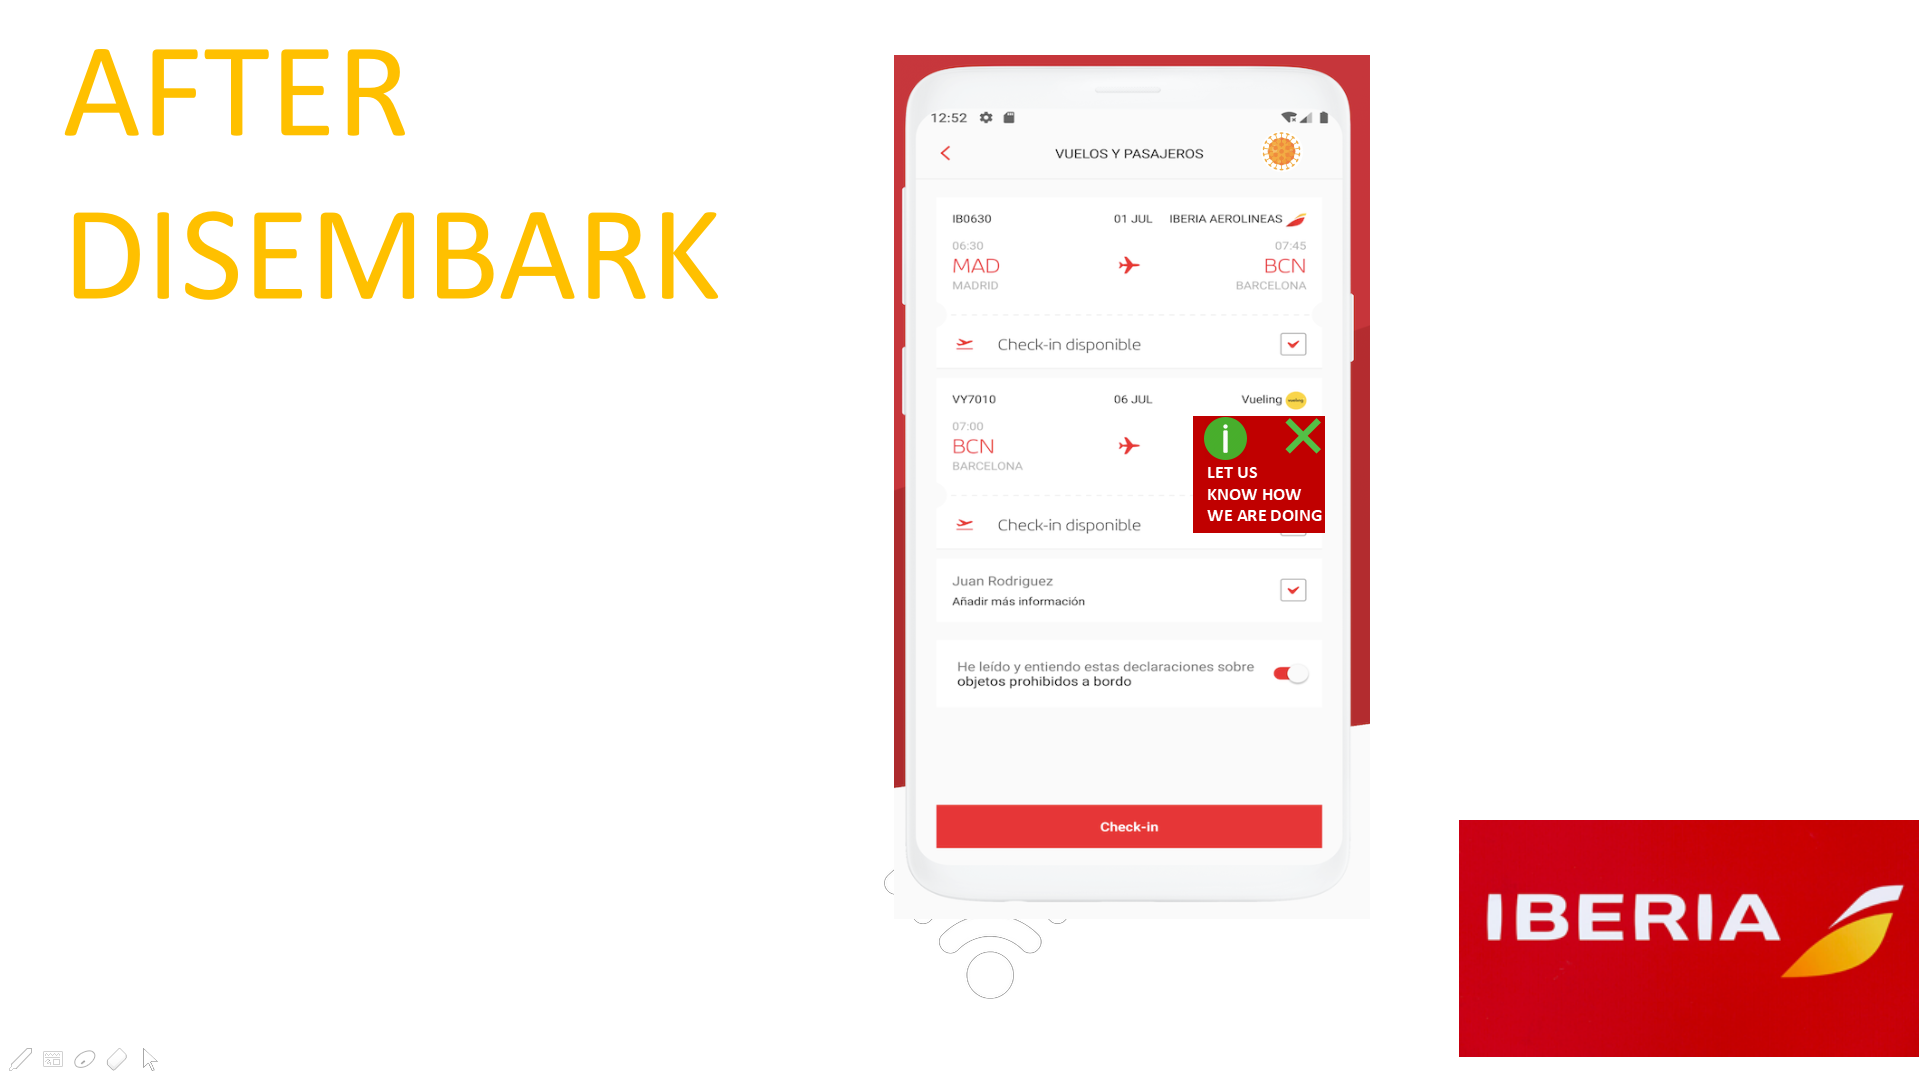 AFTER
DISEMBARK
12:52
VUELOS Y PASAJEROS
IB0630 01 JUL IBERIA AEROLINEAS
06:30 07:45
MAD BCN
MADRID BARCELONA
Check-in disponible
VY7010 06 JUL Vueling
07:00
BCN
BARCELONA
i
LET US
KNOW HOW
WE ARE DOING
Check-in disponible
Juan Rodriguez
Añadir más información
He leído y entiendo estas declaraciones sobre
objetos prohibidos a bordo
Check-in
IBERIA